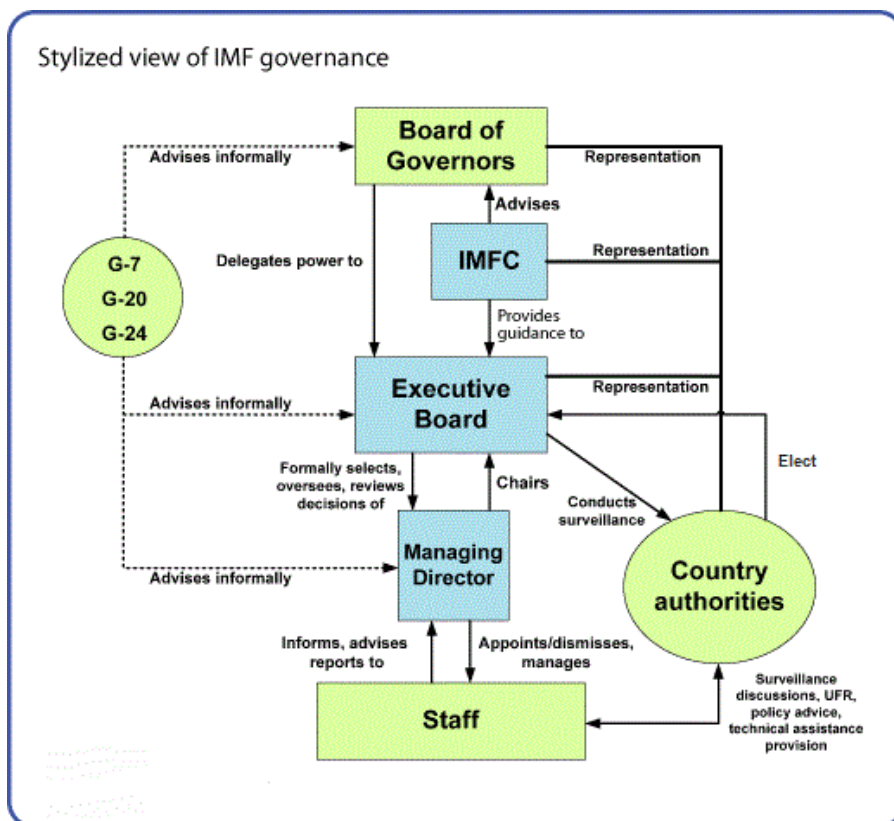 Stylized view of IMF governance
Board of
Governors
Advises informally
Representation
Advises
G-7
G-20
G-24
Delegates power to
IMFC
Representation
Provides
guidance to
Executive
Board
Advises informally
Representation
Elect
Formally selects,
oversees, reviews
decisions of
Chairs
Conducts
surveillance
Managing
Director
Advises informally
Country
authorities
Informs, advises
reports to
Appoints/dismisses,
manages
Staff
Surveillance
discussions, UFR,
policy advice,
technical assistance
provision